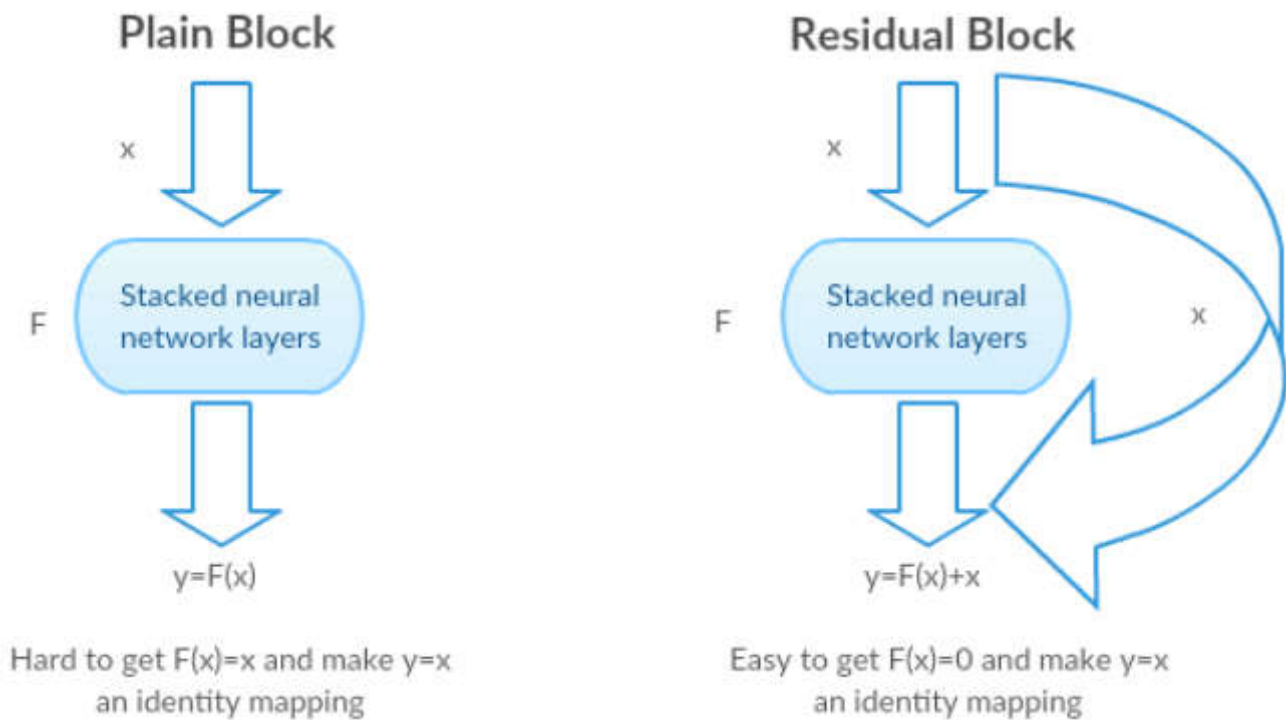 Plain Block
x
F
Stacked neural
network layers
y=F(x)
Hard to get F(x)=x and make y=x
an identity mapping
Residual Block
x
F
Stacked neural
network layers
x
y=F(x)+x
Easy to get F(x)=0 and make y=x
an identity mapping